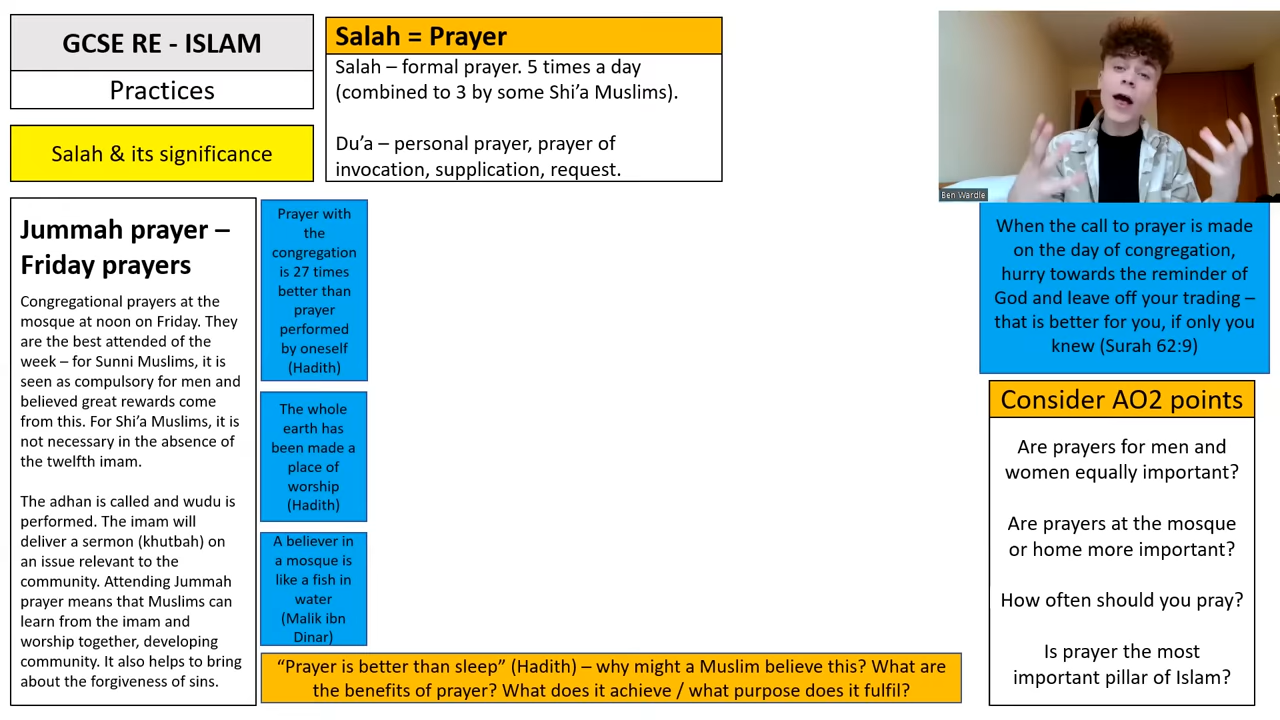 GCSE RE - ISLAM
Practices
Salah & its significance
Salah = Prayer
Salah – formal prayer. 5 times a day
(combined to 3 by some Shi’a Muslims).
Du’a – personal prayer, prayer of
invocation, supplication, request.
Ben Wardle
Jummah prayer –
Friday prayers
Congregational prayers at the
mosque at noon on Friday. They
are the best attended of the
week – for Sunni Muslims, it is
seen as compulsory for men and
believed great rewards come
from this. For Shi’a Muslims, it is
not necessary in the absence of
the twelfth imam.
The adhan is called and wudu is
performed. The imam will
deliver a sermon (khutbah) on
an issue relevant to the
community. Attending Jummah
prayer means that Muslims can
learn from the imam and
worship together, developing
community. It also helps to bring
about the forgiveness of sins.
Prayer with
the
congregation
is 27 times
better than
prayer
performed
by oneself
(Hadith)
The whole
earth has
been made a
place of
worship
(Hadith)
A believer in
a mosque is
like a fish in
water
(Malik ibn
Dinar)
“Prayer is better than sleep” (Hadith) – why might a Muslim believe this? What are
the benefits of prayer? What does it achieve / what purpose does it fulfil?
When the call to prayer is made
on the day of congregation,
hurry towards the reminder of
God and leave off your trading –
that is better for you, if only you
knew (Surah 62:9)
Consider AO2 points
Are prayers for men and
women equally important?
Are prayers at the mosque
or home more important?
How often should you pray?
Is prayer the most
important pillar of Islam?